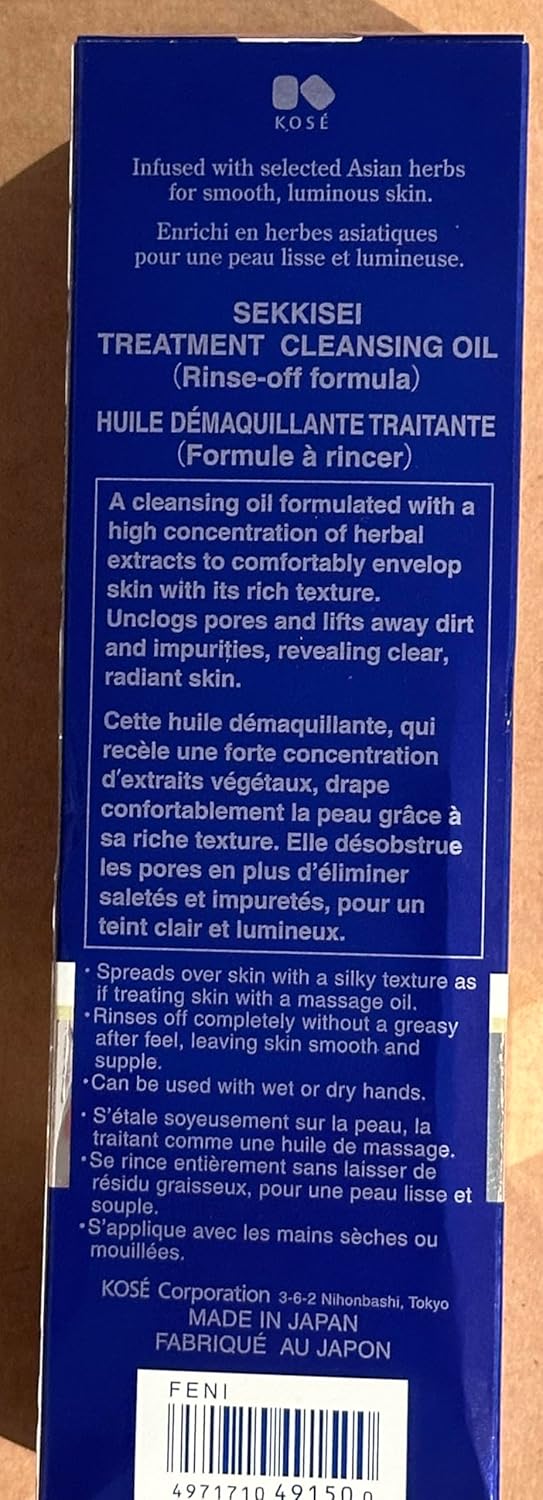 KOSÉ
Infused with selected Asian herbs
for smooth, luminous skin.
Enrichi en herbes asiatiques
pour une peau lisse et lumineuse.
SEKKISEI
TREATMENT CLEANSING OIL
(Rinse-off formula)
HUILE DÉMAQUILLANTE TRAITANTE
(Formule à rincer)
A cleansing oil formulated with a
high concentration of herbal
extracts to comfortably envelop
skin with its rich texture.
Unclogs pores and lifts away dirt
and impurities, revealing clear,
radiant skin.
Cette huile démaquillante, qui
recèle une forte concentration
d'extraits végétaux, drape
confortablement la peau grâce à
sa riche texture. Elle désobstrue
les pores en plus d'éliminer
saletés et impuretés, pour un
teint clair et lumineux.
· Spreads over skin with a silky texture as
if treating skin with a massage oil.
·Rinses off completely without a greasy
after feel, leaving skin smooth and
supple.
·Can be used with wet or dry hands.
· S'étale soyeusement sur la peau, la
traitant comme une huile de massage.
·Se rince entièrement sans laisser de
résidu graisseux, pour une peau lisse et
souple.
·S'applique avec les mains sèches ou
mouillées.
KOSÉ Corporation 3-6-2 Nihonbashi, Tokyo
MADE IN JAPAN
FABRIQUÉ AU JAPON
FENI
4971710 49150 0